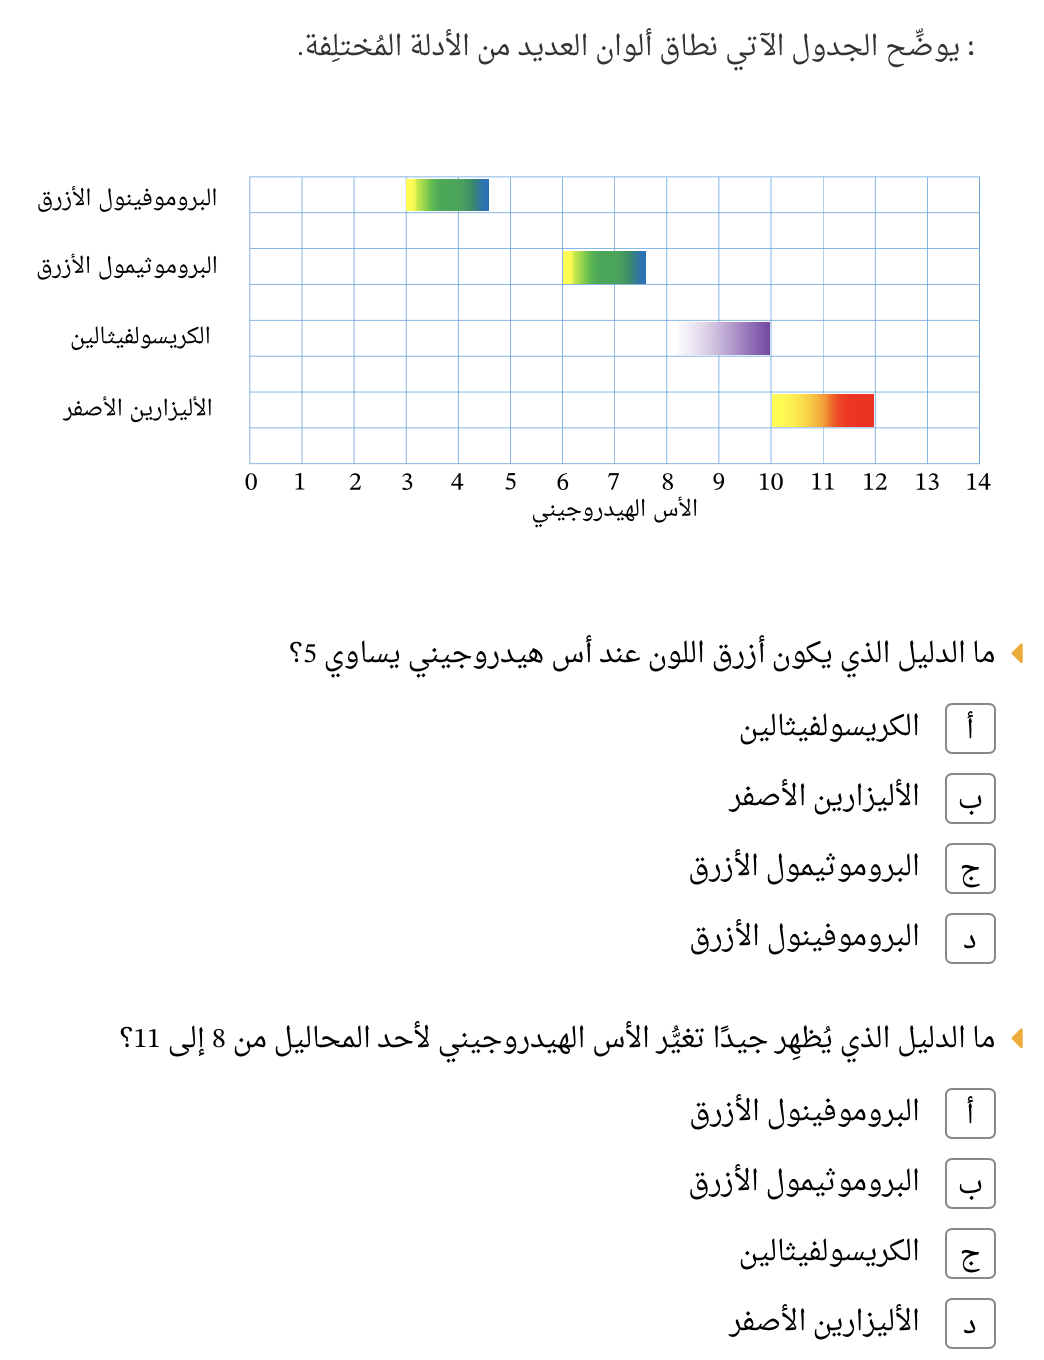 : يوضِّح الجدول الآتي نطاق ألوان العديد من الأدلة المُختلِفة.
البروموفينول الأزرق
البروموثيمول الأزرق
الكريسولفيثالين
الأليزارين الأصفر
0 1 2 3 4 5 6 7 8 9 10 11 12 13 14
الأس الهيدروجيني
ما الدليل الذي يكون أزرق اللون عند أس هيدروجيني يساوي 5؟
أ الكريسولفيثالين
ب الأليزارين الأصفر
ج البروموثيمول الأزرق
د البروموفينول الأزرق
ما الدليل الذي يُظهِر جيدًا تغيُّر الأس الهيدروجيني لأحد المحاليل من 8 إلى 11؟
أ البروموفينول الأزرق
ب البروموثيمول الأزرق
ج الكريسولفيثالين
د الأليزارين الأصفر